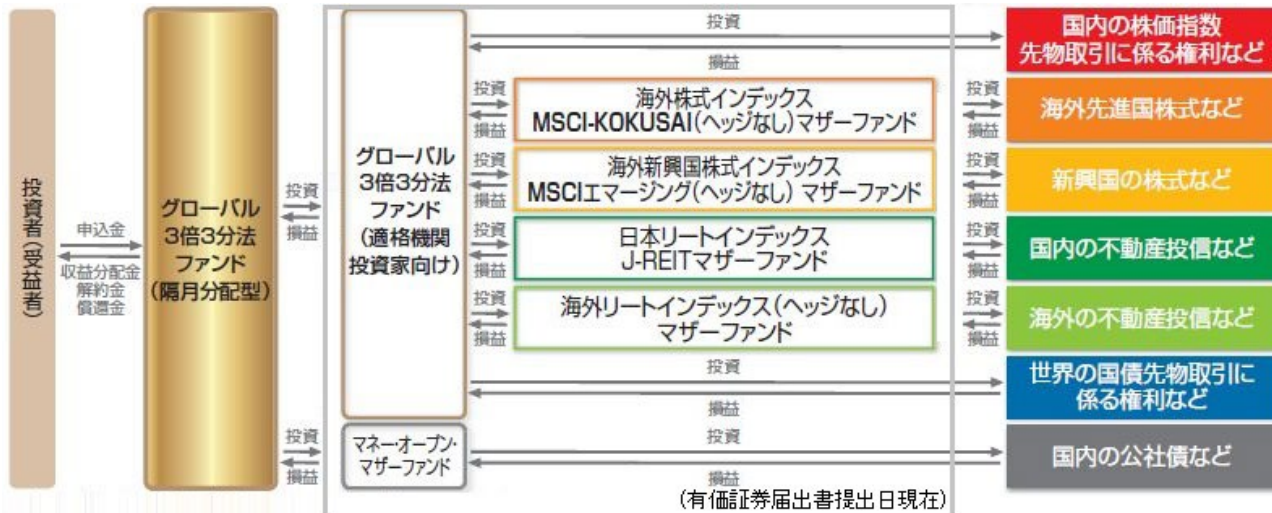 投資者（受益者）
申込金
収益分配金
解約金
償還金
グローバル
3倍3分法
ファンド
（隔月分配型）
投資
損益
投資
損益
グローバル
3倍3分法
ファンド
（適格機関
投資家向け）
マネー・オープン・
マザーファンド
投資
損益
国内の株価指数
先物取引に係る権利など
投資
損益
海外株式インデックス
MSCI-KOKUSAI（ヘッジなし）マザーファンド
投資
損益
海外先進国株式など
投資
損益
海外新興国株式インデックス
MSCIエマージング（ヘッジなし）マザーファンド
投資
損益
新興国の株式など
投資
損益
日本リートインデックス
J-REITマザーファンド
投資
損益
国内の不動産投信など
投資
損益
海外リートインデックス（ヘッジなし）
マザーファンド
投資
損益
海外の不動産投信など
投資
損益
世界の国債先物取引に
係る権利など
投資
損益
国内の公社債など
（有価証券届出書提出日現在）